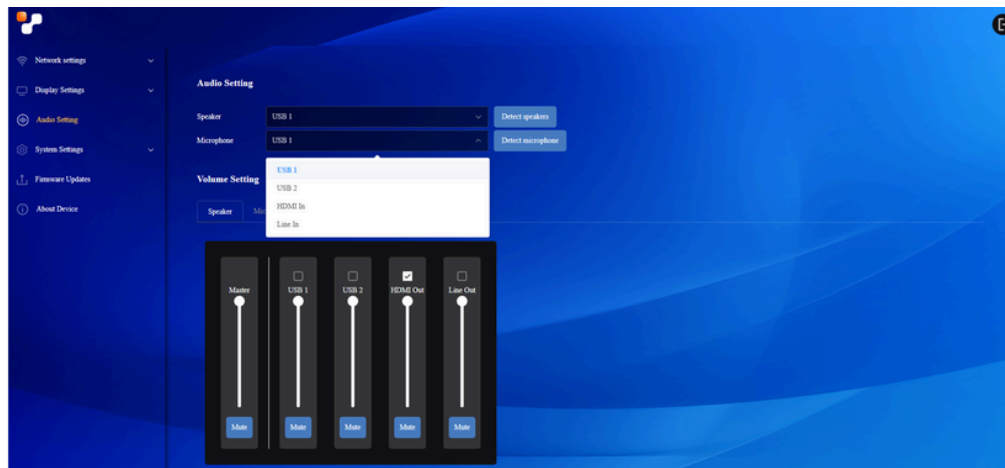 Network settings
Display Settings
Audio Setting
System Settings
Firmware Updates
About Device
Audio Setting
Speaker
USB 1
Detect speakers
Microphone
USB 1
Detect microphone
USB 1
USB 2
HDMI In
Line In
Volume Setting
Speaker
Master
USB 1
USB 2
HDMI Out
Line Out
Mute
Mute
Mute
Mute
Mute